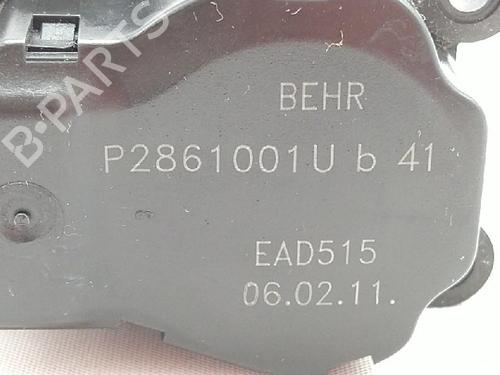 B-PARTS
BEHR
P2861001U b 41
EAD515
06.02.11.